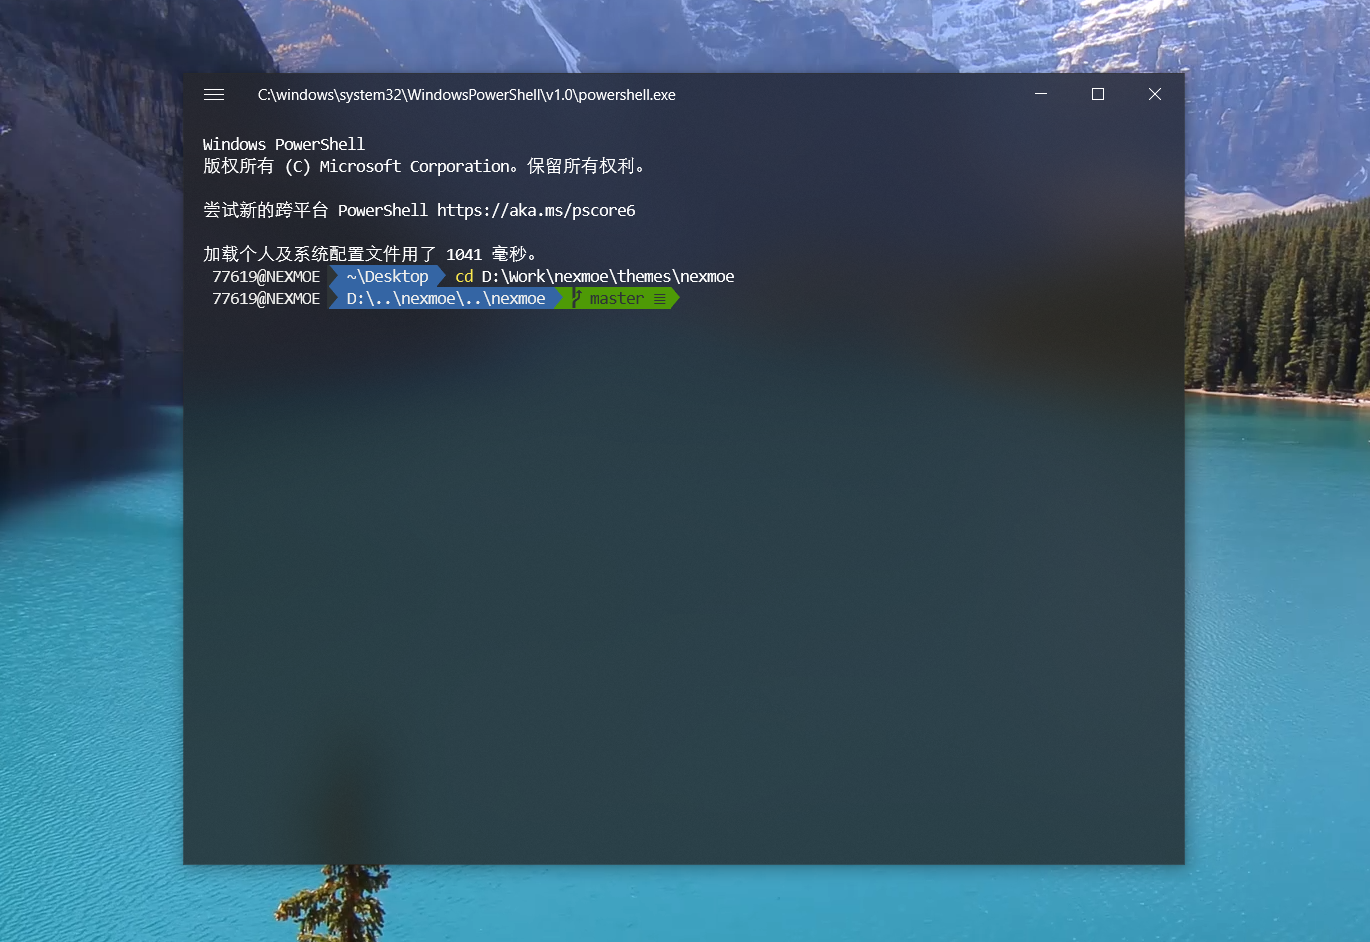 C:\windows\system32\WindowsPowerShell\v1.0\powershell.exe
Windows PowerShell
版权所有 (C) Microsoft Corporation。保留所有权利。
尝试新的跨平台 PowerShell https://aka.ms/pscore6
加载个人及系统配置文件用了 1041 毫秒。
77619@NEXMOE ~\Desktop cd D:\Work\nexmoe\themes\nexmoe
77619@NEXMOE D:\..\nexmoe\..\nexmoe master ≡